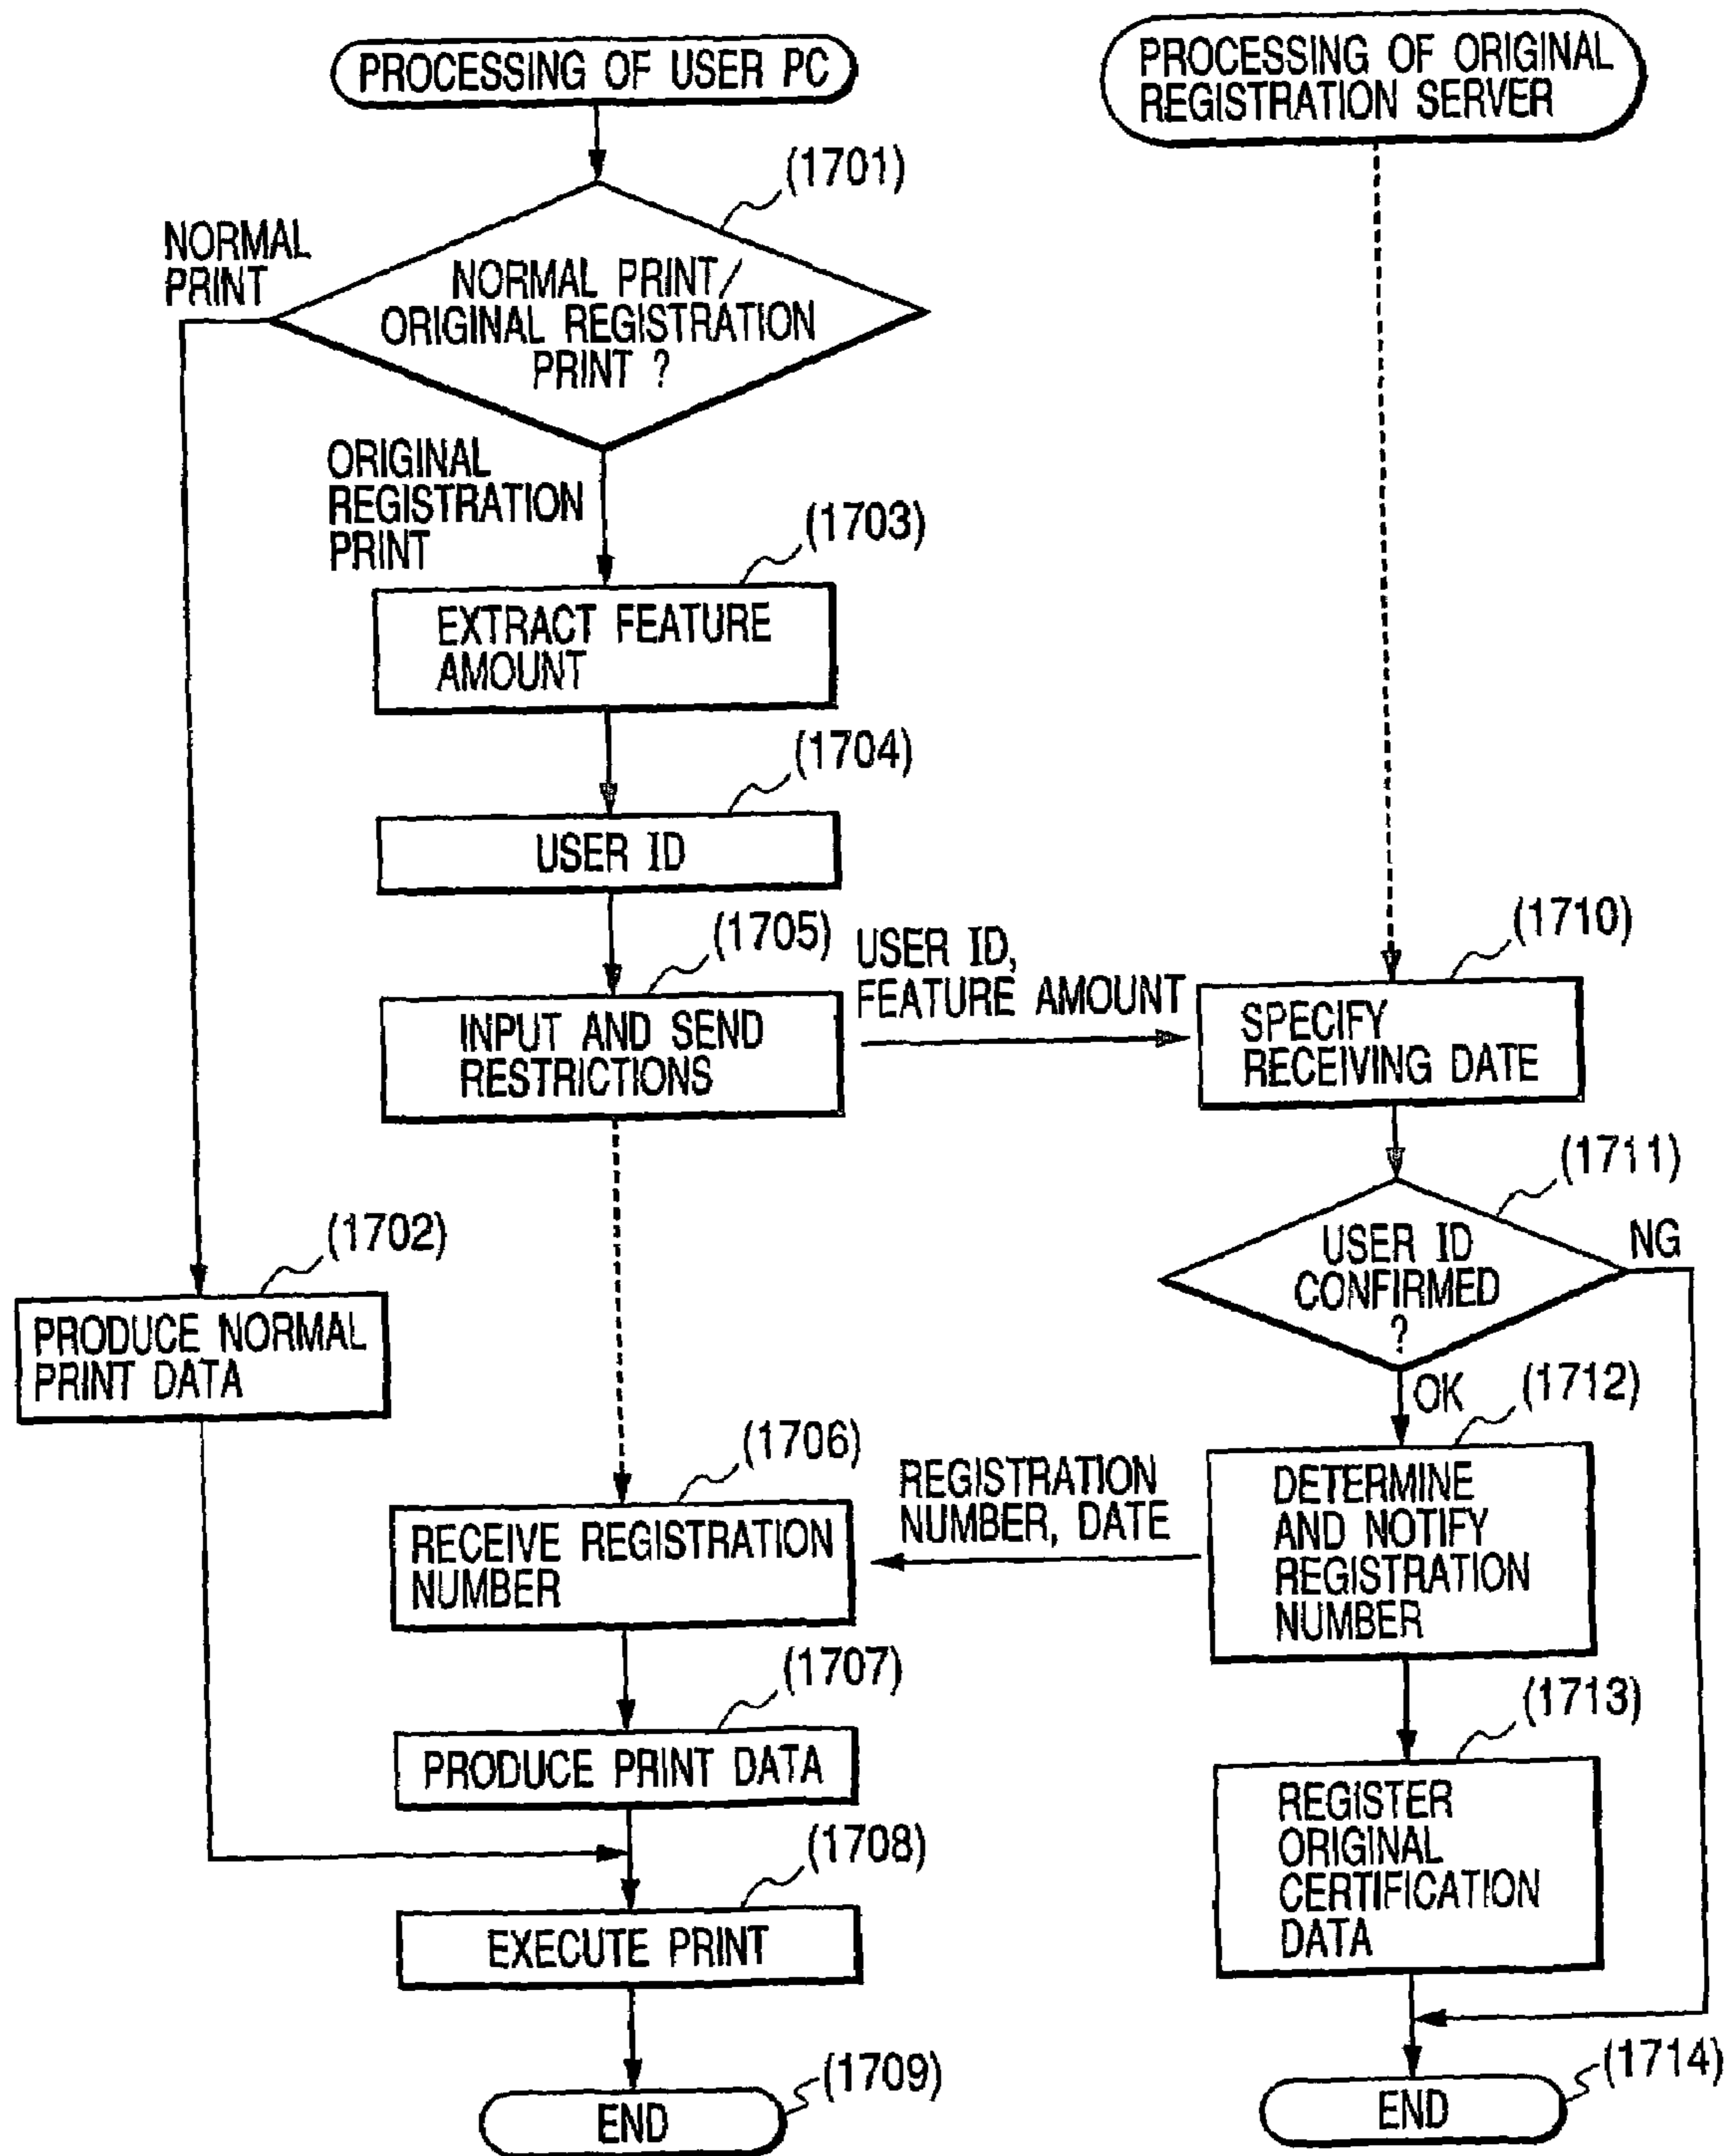 PROCESSING OF USER PC
PROCESSING OF ORIGINAL
REGISTRATION SERVER
(1701)
NORMAL
PRINT
NORMAL PRINT/
ORIGINAL REGISTRATION
PRINT ?
ORIGINAL
REGISTRATION
PRINT
(1703)
EXTRACT FEATURE
AMOUNT
(1704)
USER ID
(1705)
USER ID,
FEATURE AMOUNT
(1710)
INPUT AND SEND
RESTRICTIONS
SPECIFY
RECEIVING DATE
(1711)
(1702)
USER ID
CONFIRMED
?
NG
PRODUCE NORMAL
PRINT DATA
OK
(1712)
(1706)
REGISTRATION
NUMBER, DATE
DETERMINE
AND NOTIFY
REGISTRATION
NUMBER
RECEIVE REGISTRATION
NUMBER
(1707)
(1713)
PRODUCE PRINT DATA
REGISTER
ORIGINAL
CERTIFICATION
DATA
(1708)
EXECUTE PRINT
(1709)
END
(1714)
END